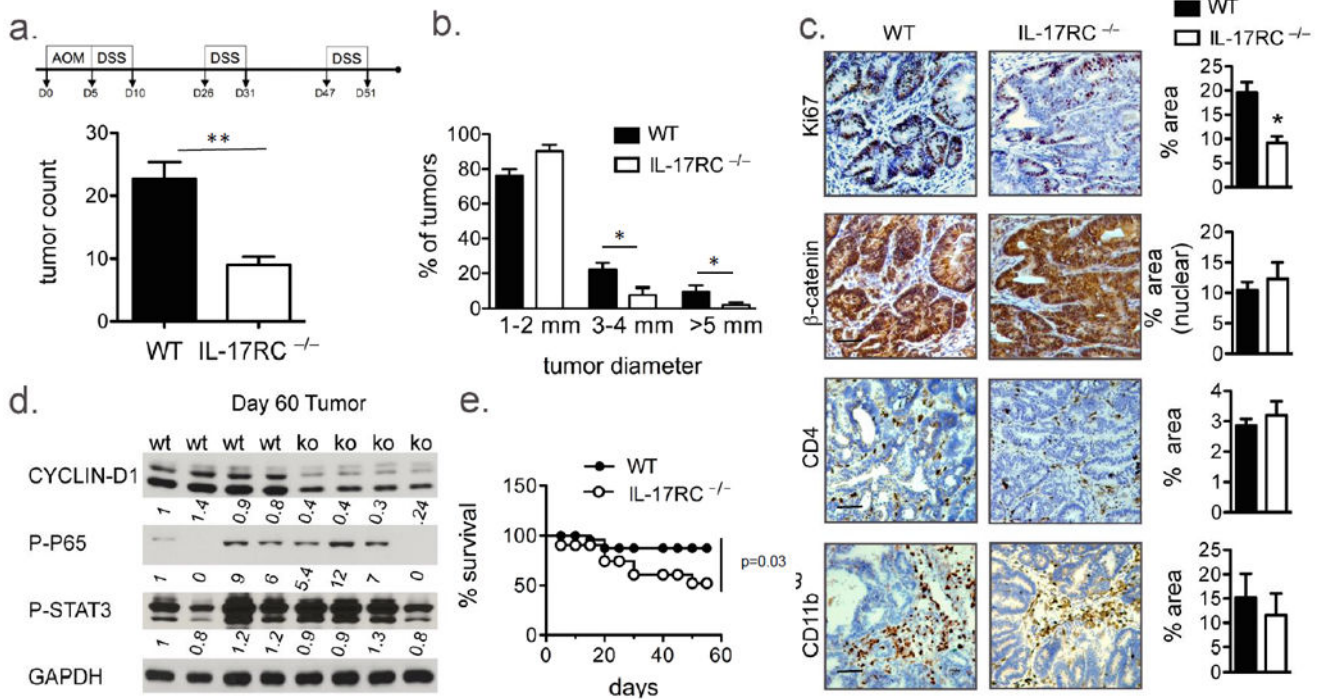 a.
AOM DSS DSS DSS
D0 D5 D10 D26 D31 D47 D51
tumor count
30
20
10
0
**
WT IL-17RC -/-
b.
% of tumors
100
80
60
40
20
0
WT
IL-17RC -/-
* *
1-2 mm 3-4 mm >5 mm
tumor diameter
c.
WT IL-17RC -/-
WT
IL-17RC -/-
Ki67
% area
25
20
15
10
5
0
*
β-catenin
% area
(nuclear)
20
15
10
5
0
CD4
% area
6
4
2
0
CD11b
% area
25
20
15
10
5
0
d.
Day 60 Tumor
wt wt wt wt ko ko ko ko
CYCLIN-D1
1 1.4 0.9 0.8 0.4 0.4 0.3 .24
P-P65
1 0 9 6 5.4 12 7 0
P-STAT3
1 0.8 1.2 1.2 0.9 0.9 1.3 0.8
GAPDH
e.
WT
IL-17RC -/-
% survival
150
100
50
0
p=0.03
0 20 40 60
days